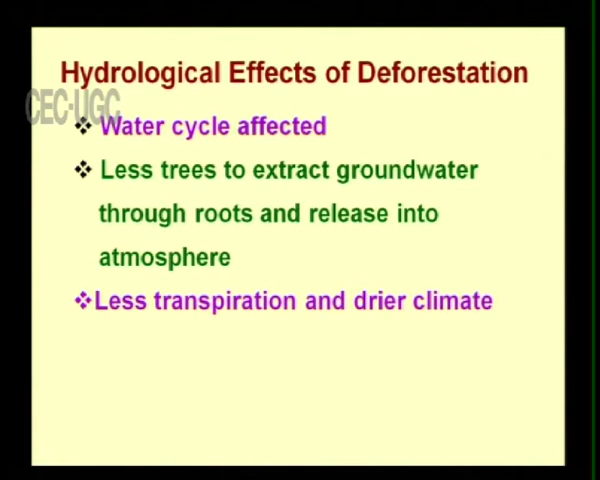 Hydrological Effects of Deforestation
CEC-UGC
❖ Water cycle affected
❖ Less trees to extract groundwater
through roots and release into
atmosphere
❖Less transpiration and drier climate